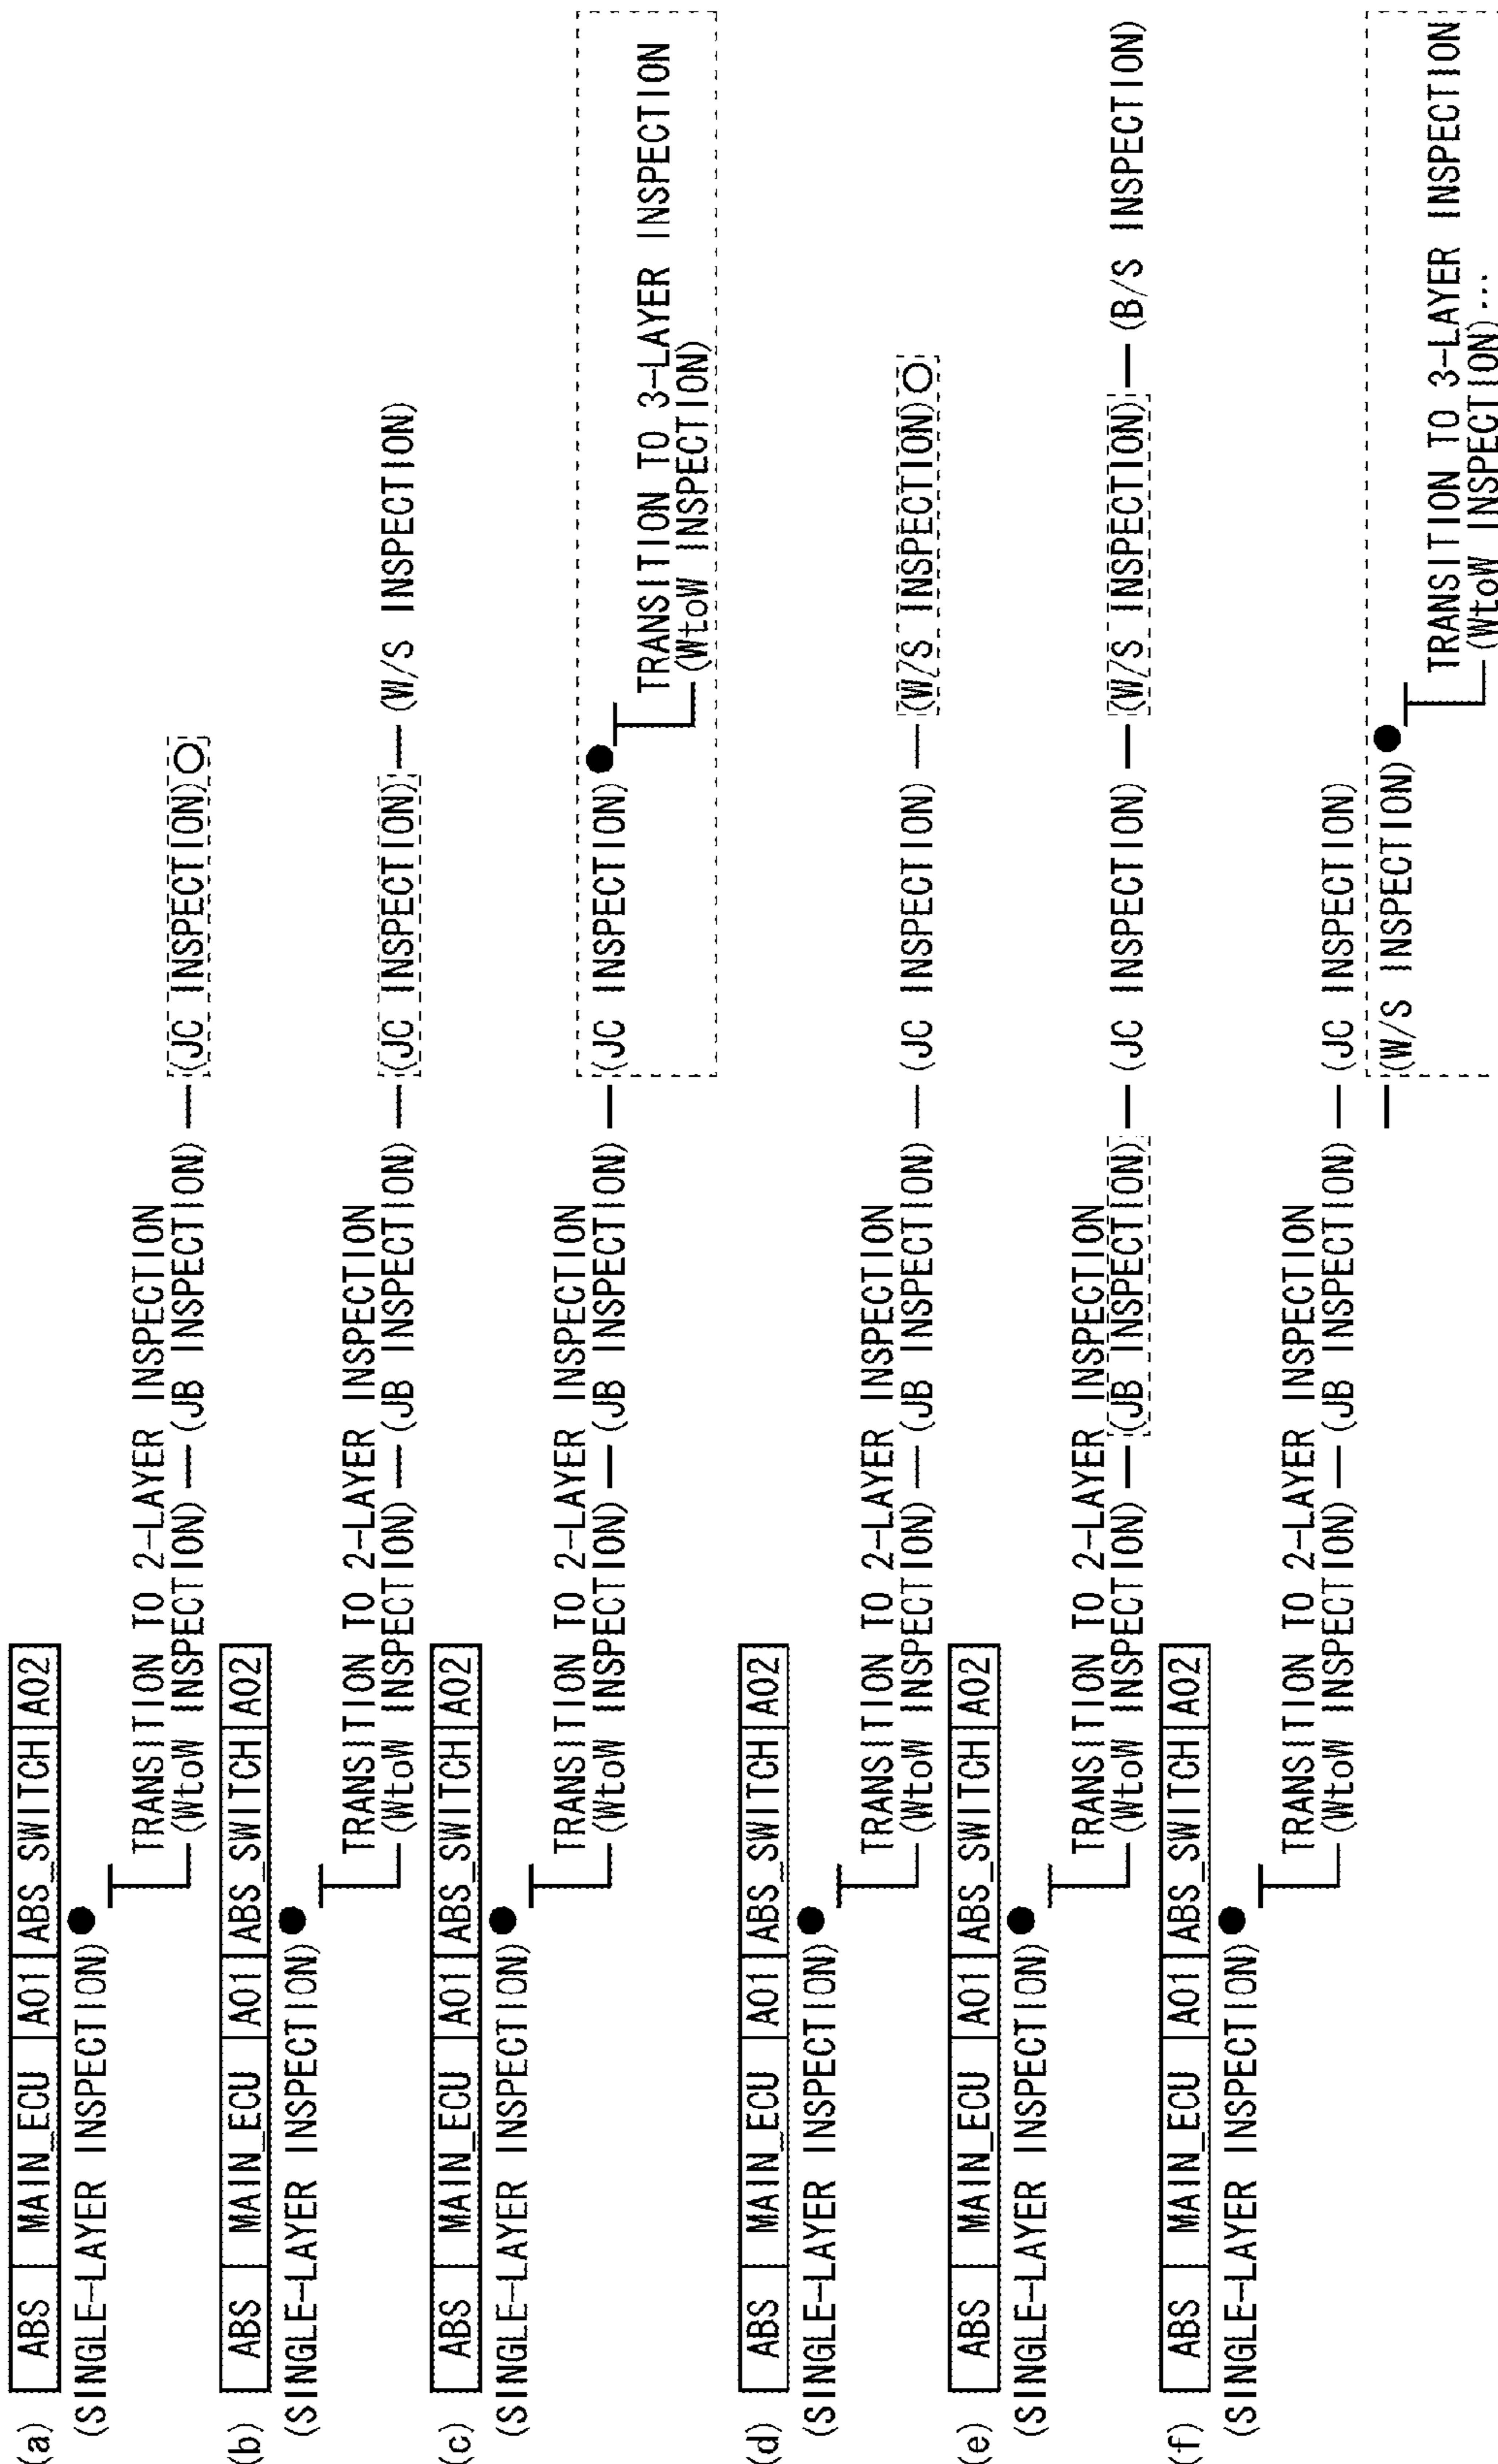 (a) ABS MAIN_ECU A01 ABS_SWITCH A02
(SINGLE-LAYER INSPECTION)
TRANSITION TO 2-LAYER INSPECTION
(WtoW INSPECTION) — (JB INSPECTION) — (JC INSPECTION)
(b) ABS MAIN_ECU A01 ABS_SWITCH A02
(SINGLE-LAYER INSPECTION)
TRANSITION TO 2-LAYER INSPECTION
(WtoW INSPECTION) — (JB INSPECTION) — (JC INSPECTION) — (W/S INSPECTION)
(c) ABS MAIN_ECU A01 ABS_SWITCH A02
(SINGLE-LAYER INSPECTION)
TRANSITION TO 2-LAYER INSPECTION
(WtoW INSPECTION) — (JB INSPECTION) — (JC INSPECTION)
TRANSITION TO 3-LAYER INSPECTION
(WtoW INSPECTION)
(d) ABS MAIN_ECU A01 ABS_SWITCH A02
(SINGLE-LAYER INSPECTION)
TRANSITION TO 2-LAYER INSPECTION
(WtoW INSPECTION) — (JB INSPECTION) — (JC INSPECTION) — (W/S INSPECTION)
(e) ABS MAIN_ECU A01 ABS_SWITCH A02
(SINGLE-LAYER INSPECTION)
TRANSITION TO 2-LAYER INSPECTION
(WtoW INSPECTION) — (JB INSPECTION) — (JC INSPECTION) — (W/S INSPECTION) — (B/S INSPECTION)
(f) ABS MAIN_ECU A01 ABS_SWITCH A02
(SINGLE-LAYER INSPECTION)
TRANSITION TO 2-LAYER INSPECTION
(WtoW INSPECTION) — (JB INSPECTION) — (JC INSPECTION)
— (W/S INSPECTION)
TRANSITION TO 3-LAYER INSPECTION
(WtoW INSPECTION)...